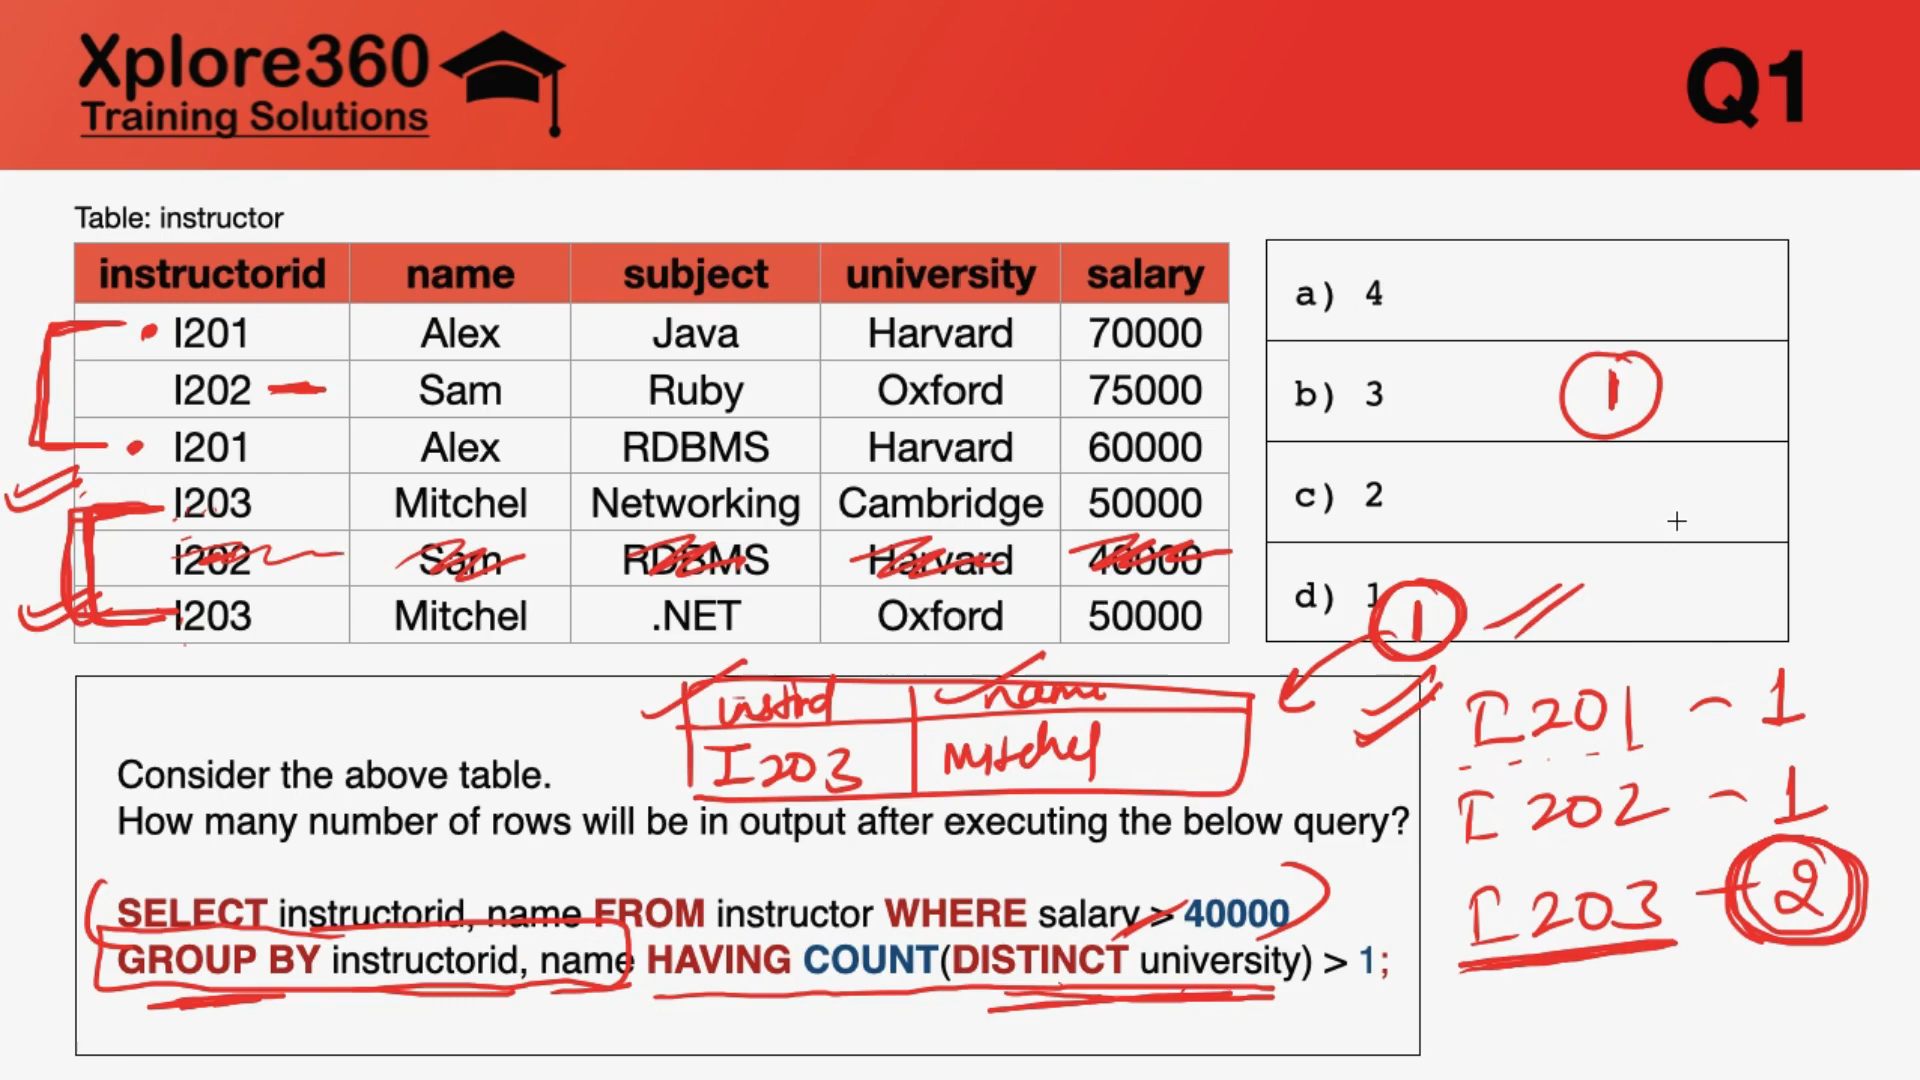 Xplore360
Training Solutions
Q1
Table: instructor
instructorid name subject university salary
I201 Alex Java Harvard 70000
I202 Sam Ruby Oxford 75000
I201 Alex RDBMS Harvard 60000
I203 Mitchel Networking Cambridge 50000
I202 Sam RDBMS Harvard 40000
I203 Mitchel .NET Oxford 50000
a) 4
b) 3
1
c) 2
d) 1
1
name
I203 Mitchel
I201 - 1
I202 - 1
I203 - 2
Consider the above table.
How many number of rows will be in output after executing the below query?
SELECT instructorid, name FROM instructor WHERE salary > 40000
GROUP BY instructorid, name HAVING COUNT(DISTINCT university) > 1;